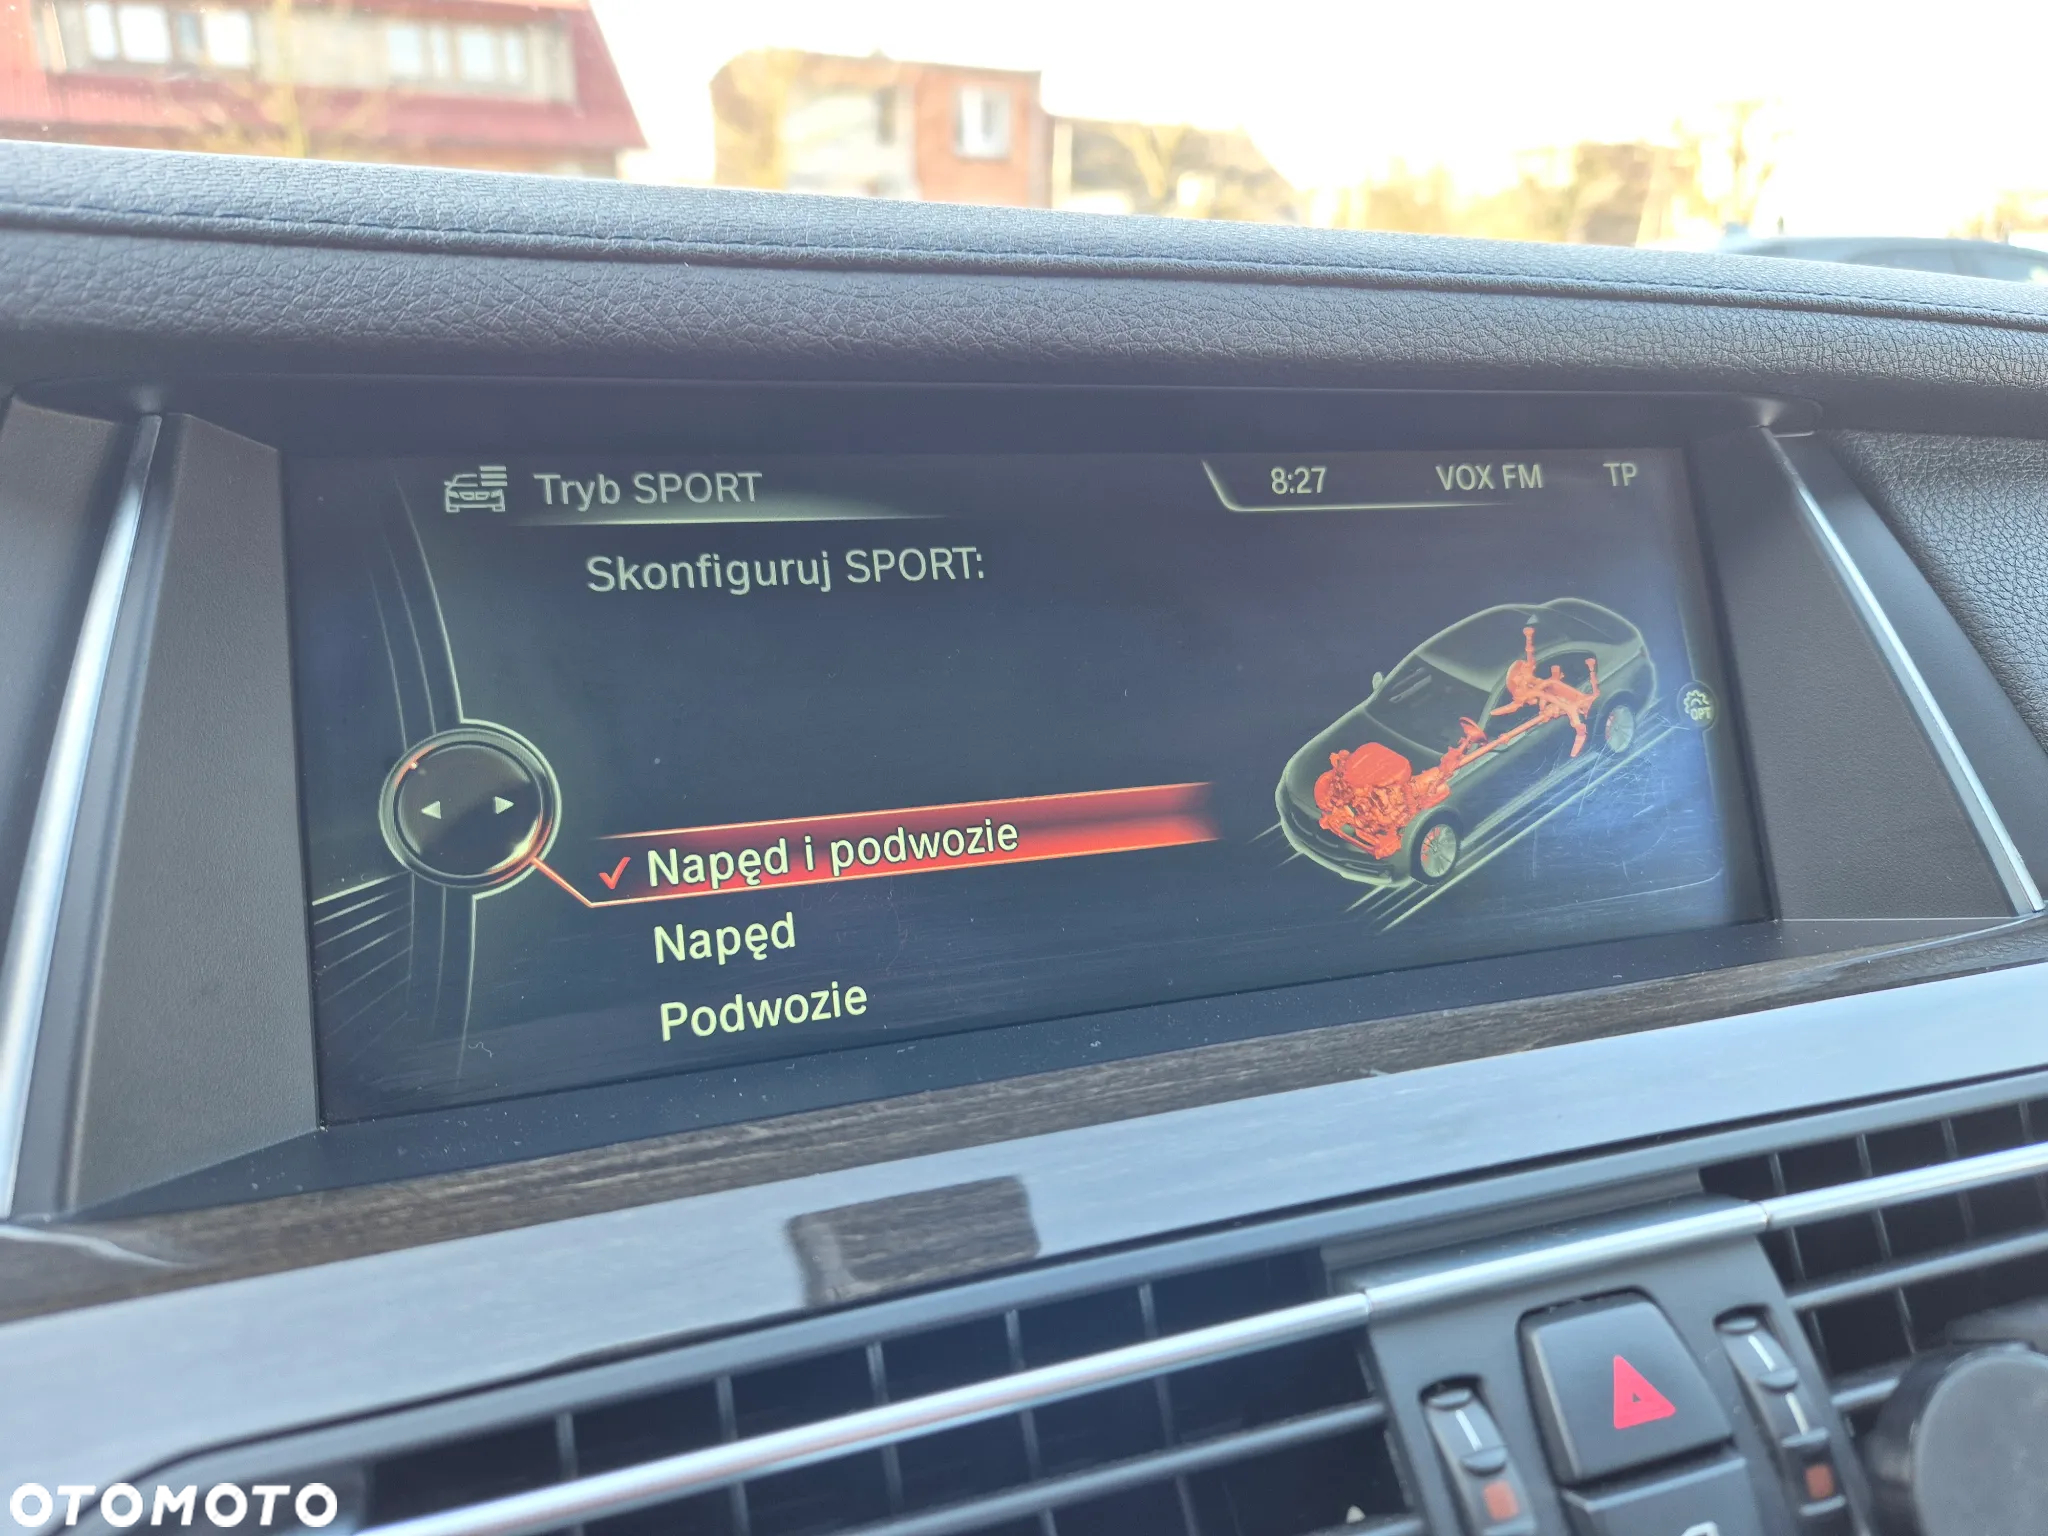 Tryb SPORT
8:27
VOX FM
TP
Skonfiguruj SPORT:
OPT
✓ Napęd i podwozie
Napęd
Podwozie
OTOMOTO